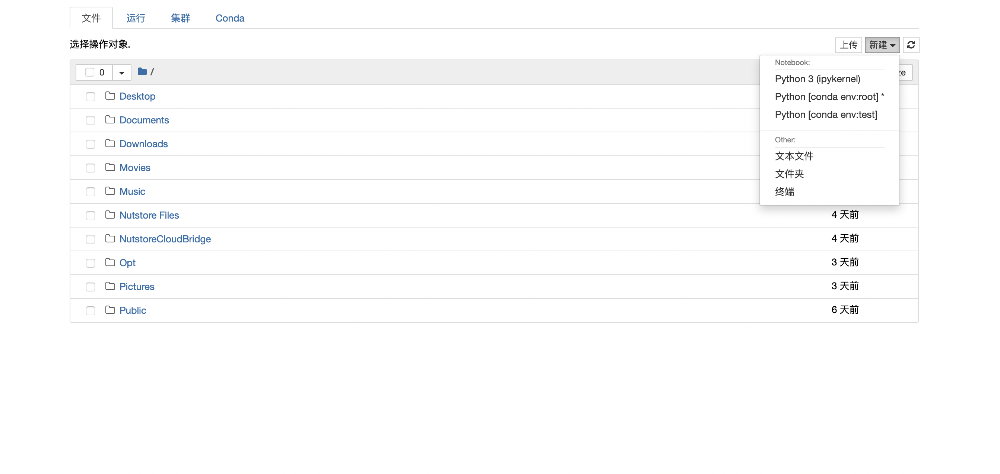 文件 运行 集群 Conda
选择操作对象.
上传 新建
0 /
Notebook:
Python 3 (ipykernel)
Python [conda env:root] *
Python [conda env:test]
Other:
文本文件
文件夹
终端
Desktop
Documents
Downloads
Movies
Music
Nutstore Files 4 天前
NutstoreCloudBridge 4 天前
Opt 3 天前
Pictures 3 天前
Public 6 天前